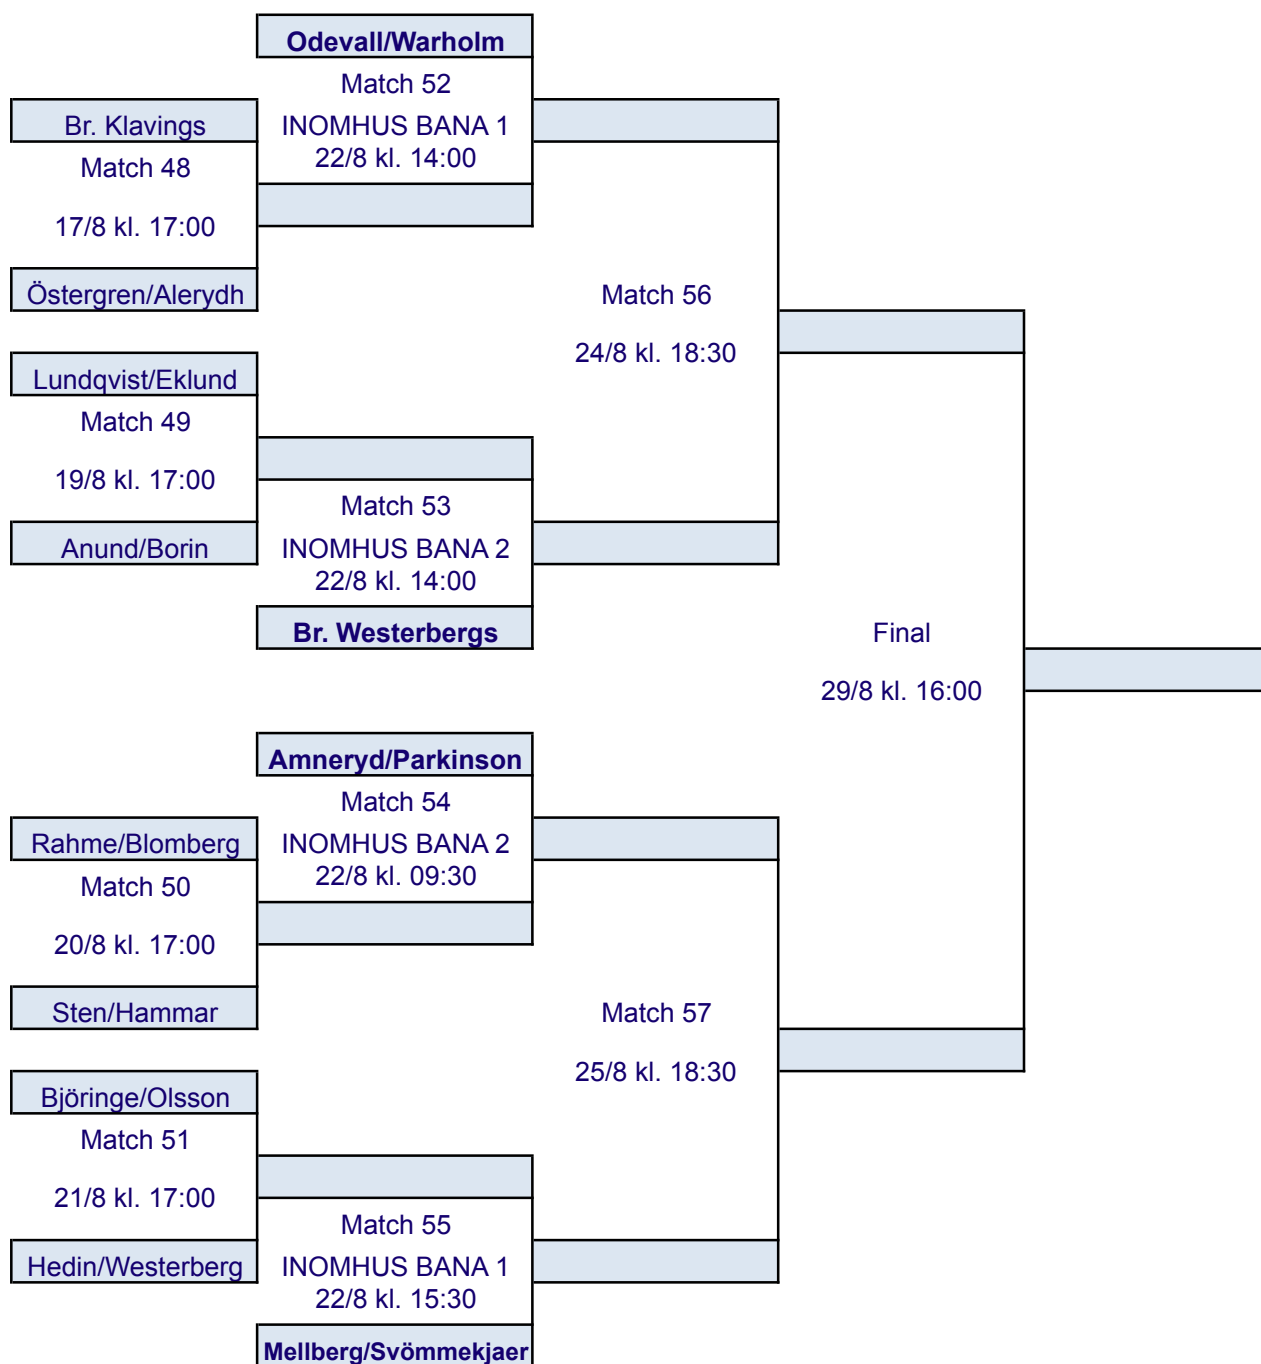 Odevall/Warholm
Match 52
Br. Klavings
INOMHUS BANA 1
22/8 kl. 14:00
Match 48
17/8 kl. 17:00
Östergren/Alerydh
Match 56
24/8 kl. 18:30
Lundqvist/Eklund
Match 49
19/8 kl. 17:00
Match 53
Anund/Borin
INOMHUS BANA 2
22/8 kl. 14:00
Br. Westerbergs
Final
29/8 kl. 16:00
Amneryd/Parkinson
Match 54
Rahme/Blomberg
INOMHUS BANA 2
22/8 kl. 09:30
Match 50
20/8 kl. 17:00
Sten/Hammar
Match 57
25/8 kl. 18:30
Björinge/Olsson
Match 51
21/8 kl. 17:00
Match 55
Hedin/Westerberg
INOMHUS BANA 1
22/8 kl. 15:30
Mellberg/Svömmekjaer